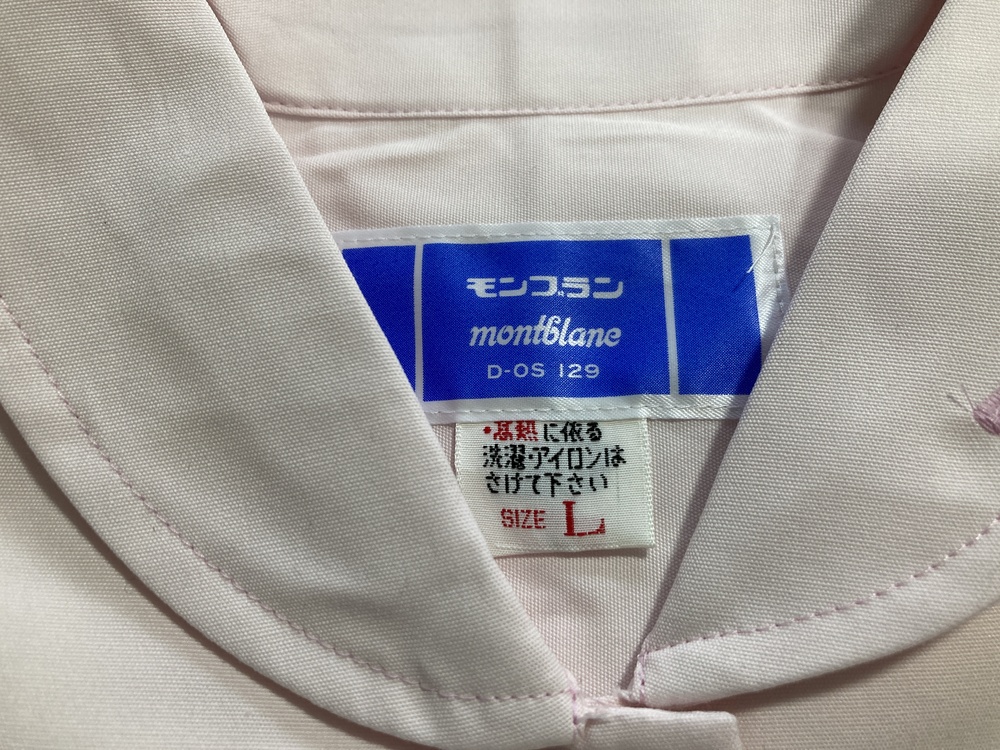 モンブラン
montblanc
D-OS 129
・高熱に依る
洗濯・アイロンは
さけて下さい
SIZE L